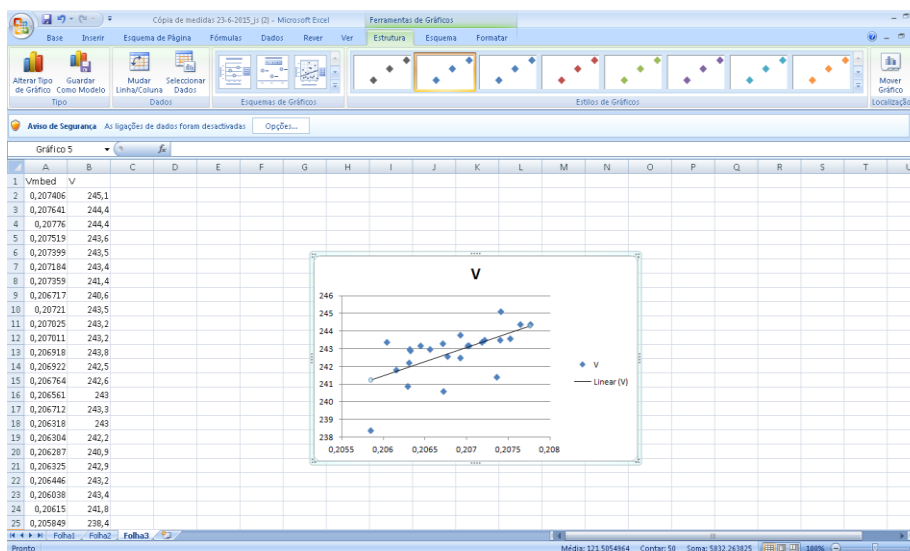 Cópia de medidas 23-6-2015_js (2) - Microsoft Excel
Ferramentas de Gráficos
Base Inserir Esquema de Página Fórmulas Dados Rever Ver Estrutura Esquema Formatar
Alterar Tipo de Gráfico
Guardar Como Modelo
Mudar Linha/Coluna
Seleccionar Dados
Mover Gráfico
Tipo Dados Esquemas de Gráficos Estilos de Gráficos Localização
Aviso de Segurança As ligações de dados foram desactivadas Opções...
Gráfico 5 fx
A B C D E F G H I J K L M N O P Q R S T U
1 Vmbed V
2 0,207406 245,1
3 0,207641 244,4
4 0,20776 244,4
5 0,207519 243,6
6 0,207399 243,5
7 0,207184 243,4
8 0,207359 241,4
9 0,206717 240,6
10 0,20721 243,5
11 0,207025 243,2
12 0,207011 243,2
13 0,206918 243,8
14 0,206922 242,5
15 0,206764 242,6
16 0,206561 243
17 0,206712 243,3
18 0,206318 243
19 0,206304 242,2
20 0,206287 240,9
21 0,206325 242,9
22 0,206446 243,2
23 0,206038 243,4
24 0,20615 241,8
25 0,205849 238,4
V
246
245
244
243
242
241
240
239
238
0,2055 0,206 0,2065 0,207 0,2075 0,208
V
Linear (V)
Folha1 Folha2 Folha3
Pronto Média: 121,5054964 Contar: 50 Soma: 5832,263825 100%